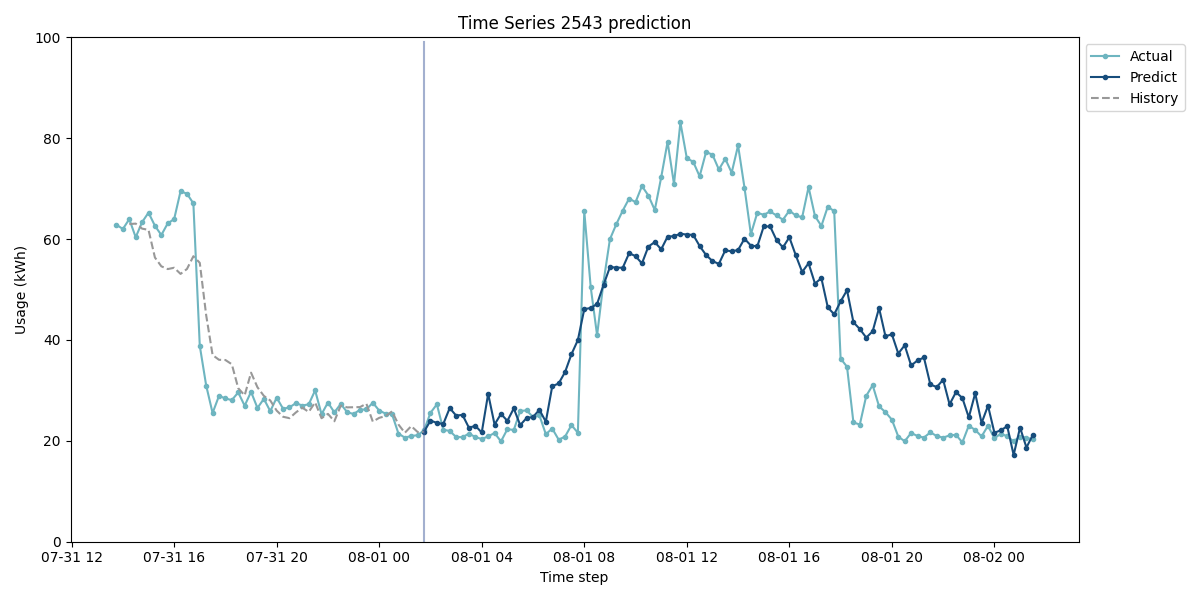 Time Series 2543 prediction
100
80
60
40
20
0
Usage (kWh)
07-31 12
07-31 16
07-31 20
08-01 00
08-01 04
08-01 08
08-01 12
08-01 16
08-01 20
08-02 00
Time step
Actual
Predict
History